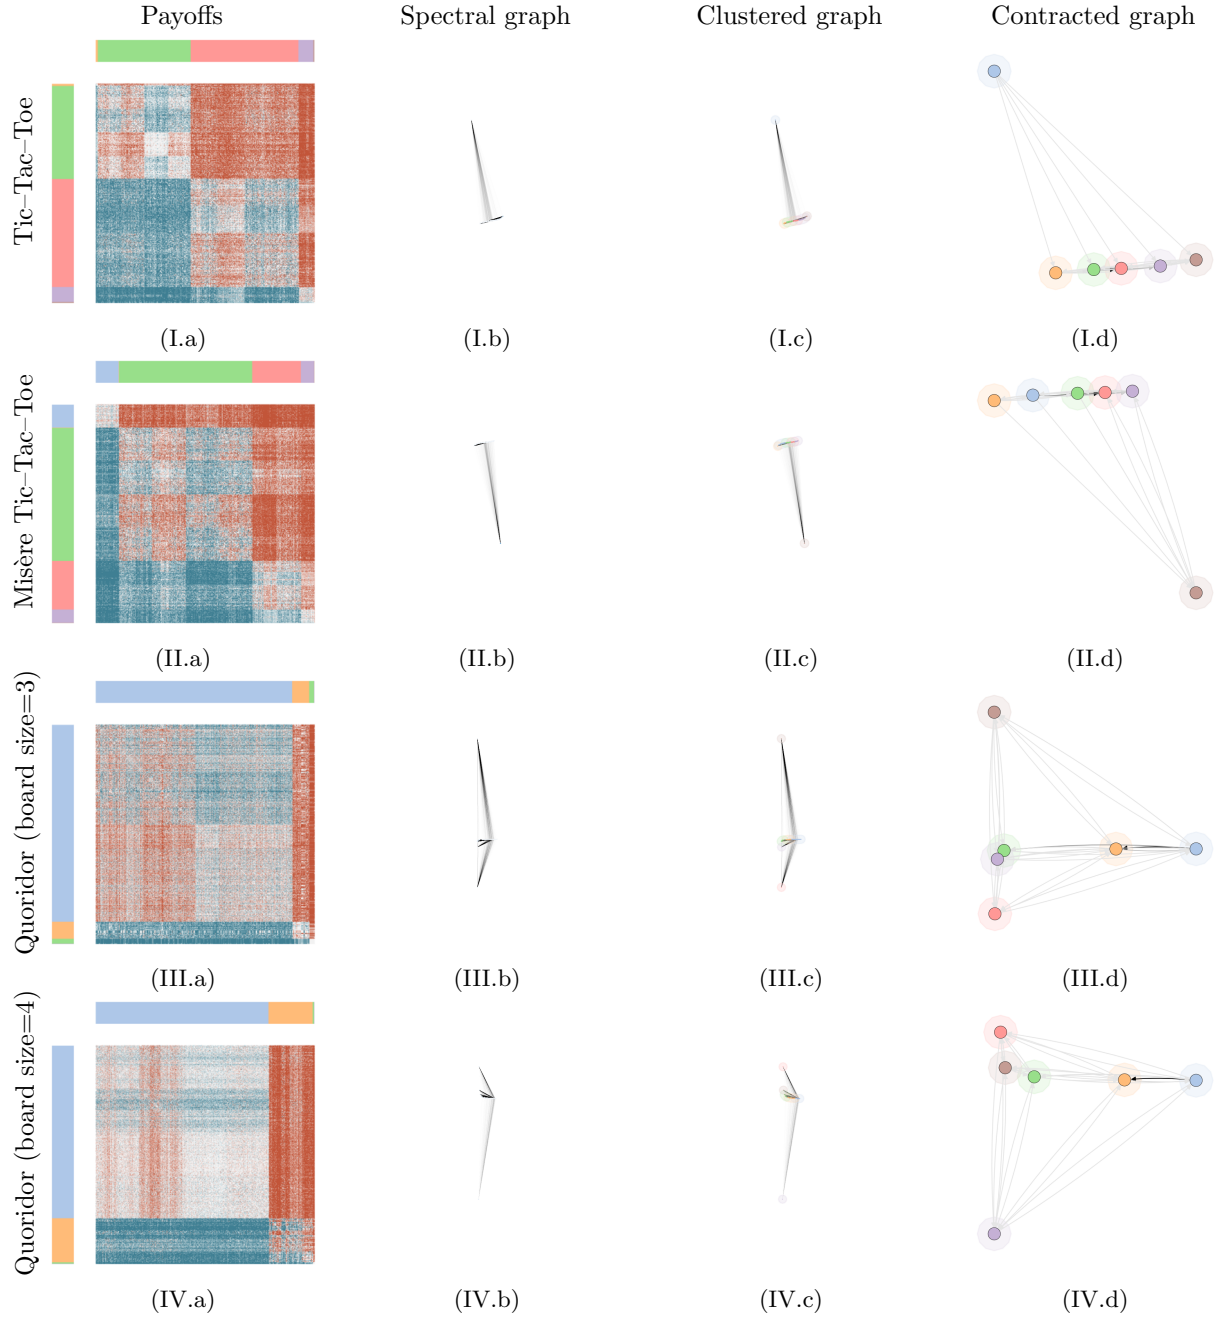 Payoffs Spectral graph Clustered graph Contracted graph
Tic–Tac–Toe
(I.a) (I.b) (I.c) (I.d)
Misère Tic–Tac–Toe
(II.a) (II.b) (II.c) (II.d)
Quoridor (board size=3)
(III.a) (III.b) (III.c) (III.d)
Quoridor (board size=4)
(IV.a) (IV.b) (IV.c) (IV.d)